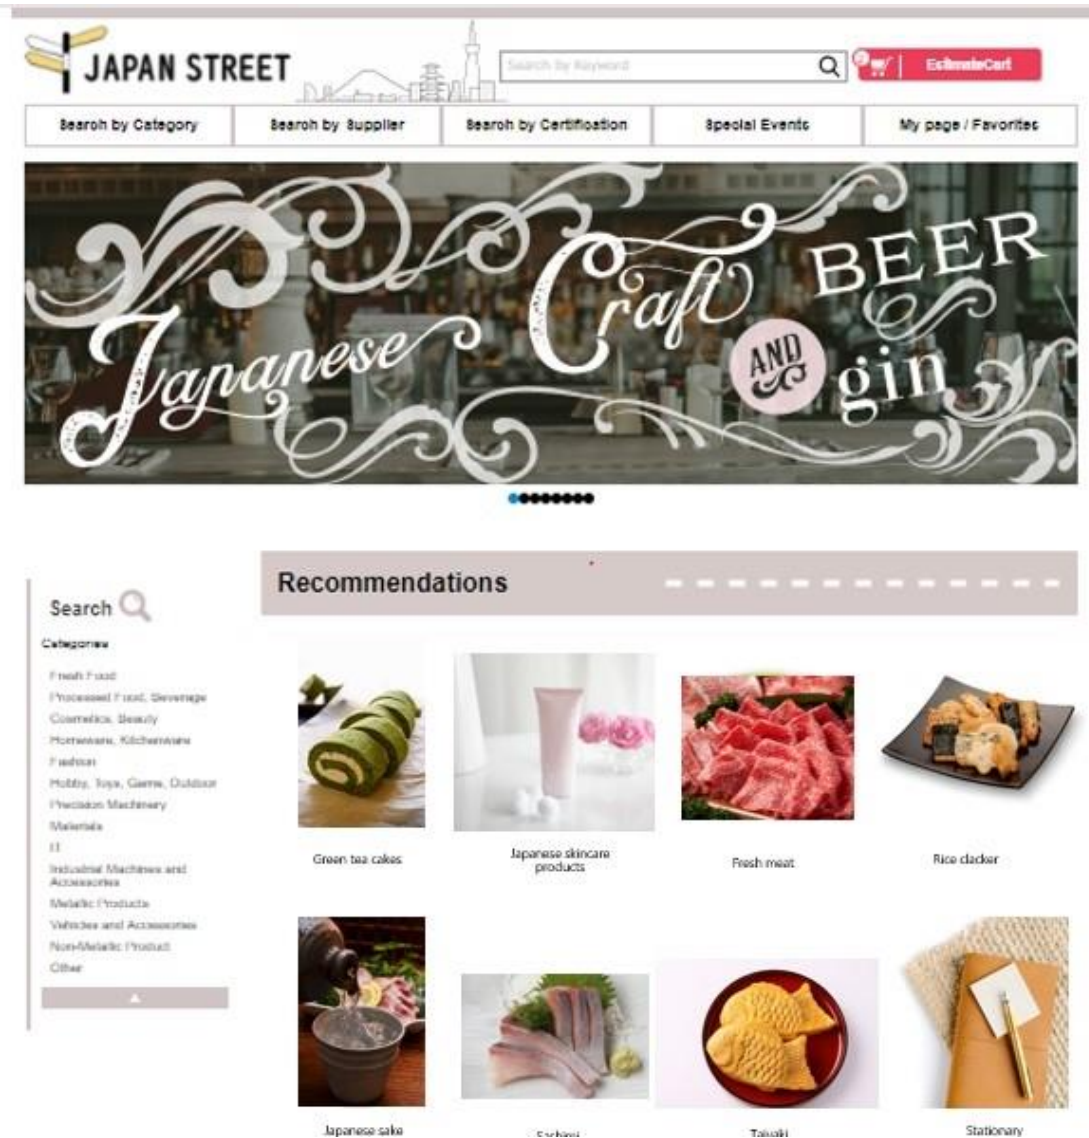 JAPAN STREET
Search by Keyword
EstimateCart
Search by Category
Search by Supplier
Search by Certification
Special Events
My page / Favorites
Japanese Craft BEER AND gin
Recommendations
Search
Categories
Fresh Food
Processed Food, Beverage
Cosmetics, Beauty
Homeware, Kitchenware
Fashion
Hobby, Toys, Game, Outdoor
Precision Machinery
Materials
IT
Industrial Machines and
Accessories
Metallic Products
Vehicles and Accessories
Non-Metallic Product
Other
Green tea cakes
Japanese skincare
products
Fresh meat
Rice clacker
Japanese sake
Sashimi
Taiyaki
Stationary